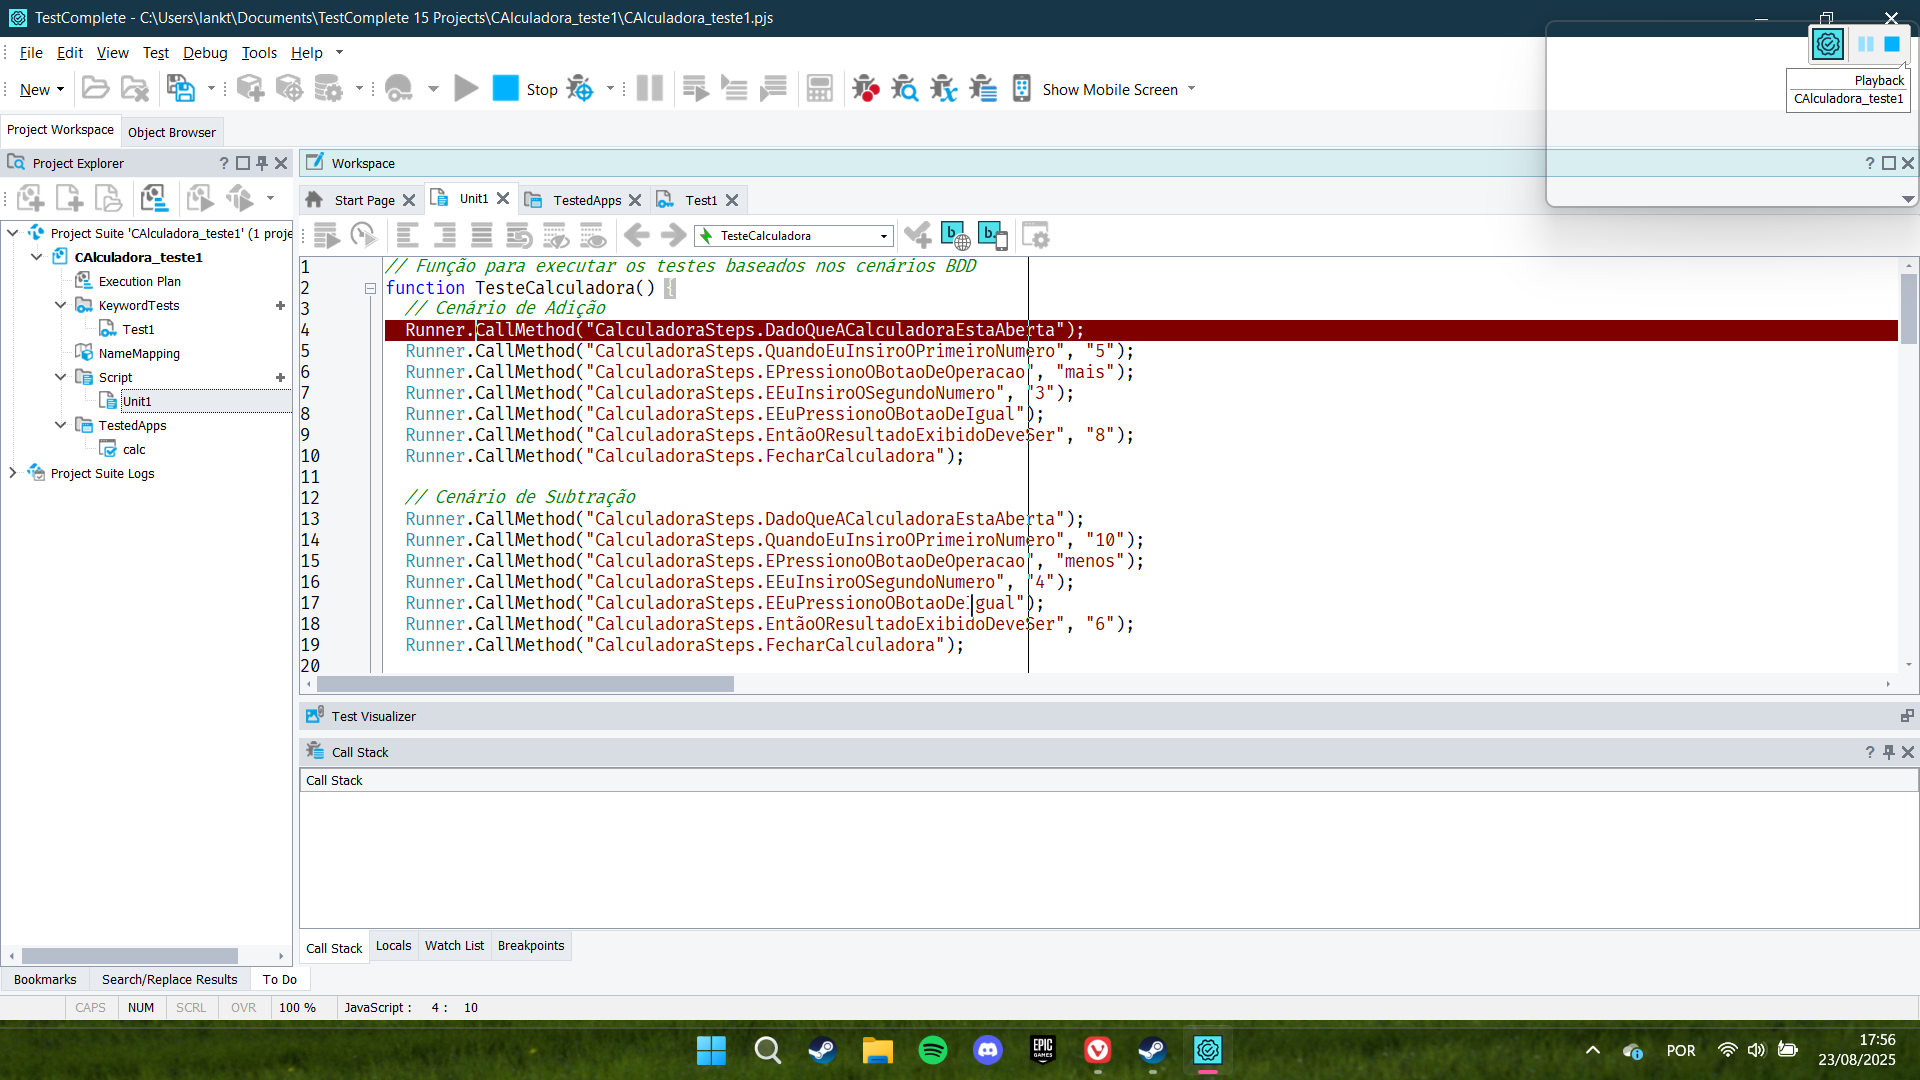 TestComplete - C:\Users\lankt\Documents\TestComplete 15 Projects\CAlculadora_teste1\CAlculadora_teste1.pjs
File Edit View Test Debug Tools Help
New Stop Show Mobile Screen
Playback
CAlculadora_teste1
Project Workspace Object Browser
Project Explorer ?
Workspace ?
Start Page Unit1 TestedApps Test1
TesteCalculadora
Project Suite 'CAlculadora_teste1' (1 proje
CAlculadora_teste1
Execution Plan
KeywordTests
Test1
NameMapping
Script
Unit1
TestedApps
calc
Project Suite Logs
1 // Função para executar os testes baseados nos cenários BDD
2 function TesteCalculadora() {
3 // Cenário de Adição
4 Runner.CallMethod("CalculadoraSteps.DadoQueACalculadoraEstaAberta");
5 Runner.CallMethod("CalculadoraSteps.QuandoEuInsiroOPrimeiroNumero", "5");
6 Runner.CallMethod("CalculadoraSteps.EPressionoOBotaoDeOperacao", "mais");
7 Runner.CallMethod("CalculadoraSteps.EEuInsiroOSegundoNumero", "3");
8 Runner.CallMethod("CalculadoraSteps.EEuPressionoOBotaoDeIgual");
9 Runner.CallMethod("CalculadoraSteps.EntãoOResultadoExibidoDeveSer", "8");
10 Runner.CallMethod("CalculadoraSteps.FecharCalculadora");
11
12 // Cenário de Subtração
13 Runner.CallMethod("CalculadoraSteps.DadoQueACalculadoraEstaAberta");
14 Runner.CallMethod("CalculadoraSteps.QuandoEuInsiroOPrimeiroNumero", "10");
15 Runner.CallMethod("CalculadoraSteps.EPressionoOBotaoDeOperacao", "menos");
16 Runner.CallMethod("CalculadoraSteps.EEuInsiroOSegundoNumero", "4");
17 Runner.CallMethod("CalculadoraSteps.EEuPressionoOBotaoDeIgual");
18 Runner.CallMethod("CalculadoraSteps.EntãoOResultadoExibidoDeveSer", "6");
19 Runner.CallMethod("CalculadoraSteps.FecharCalculadora");
20
Test Visualizer
Call Stack ?
Call Stack
Call Stack Locals Watch List Breakpoints
Bookmarks Search/Replace Results To Do
CAPS NUM SCRL OVR 100 % JavaScript : 4 : 10
EPIC GAMES
POR
17:56
23/08/2025